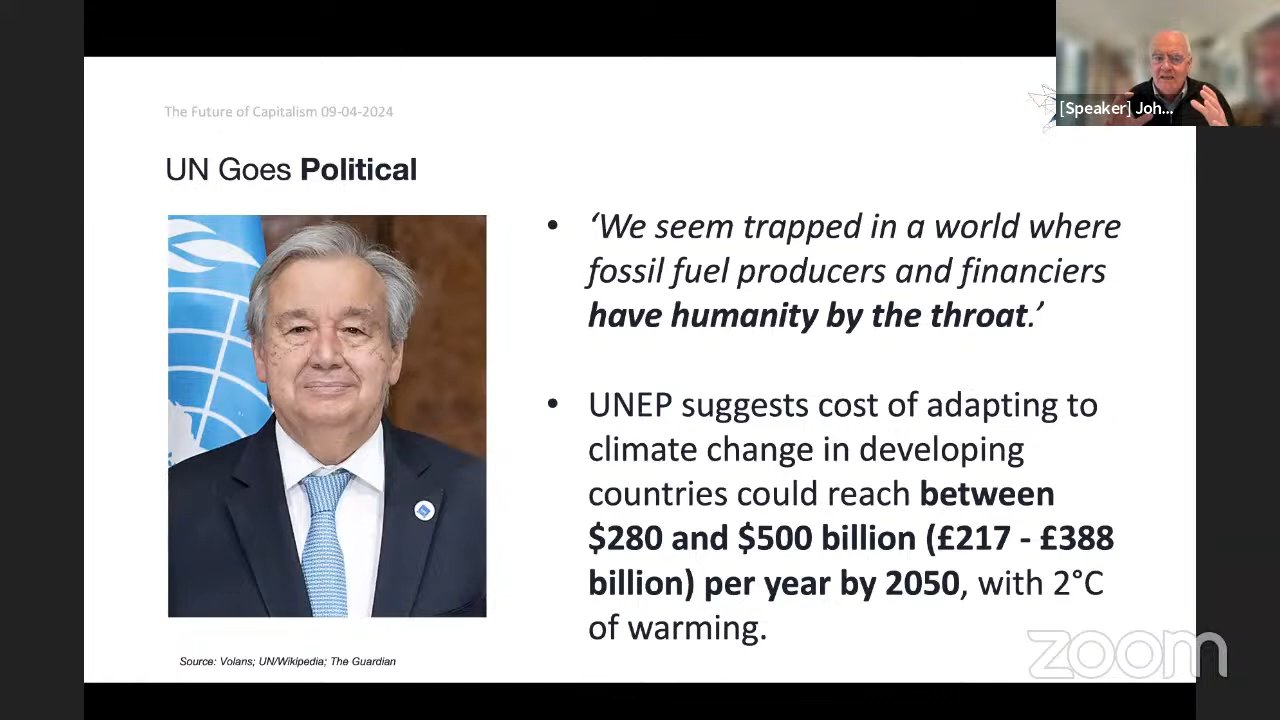 The Future of Capitalism 09-04-2024
[Speaker] Joh...
UN Goes Political
• ‘We seem trapped in a world where
fossil fuel producers and financiers
have humanity by the throat.’
• UNEP suggests cost of adapting to
climate change in developing
countries could reach between
$280 and $500 billion (£217 - £388
billion) per year by 2050, with 2°C
of warming.
Source: Volans; UN/Wikipedia; The Guardian
zoom